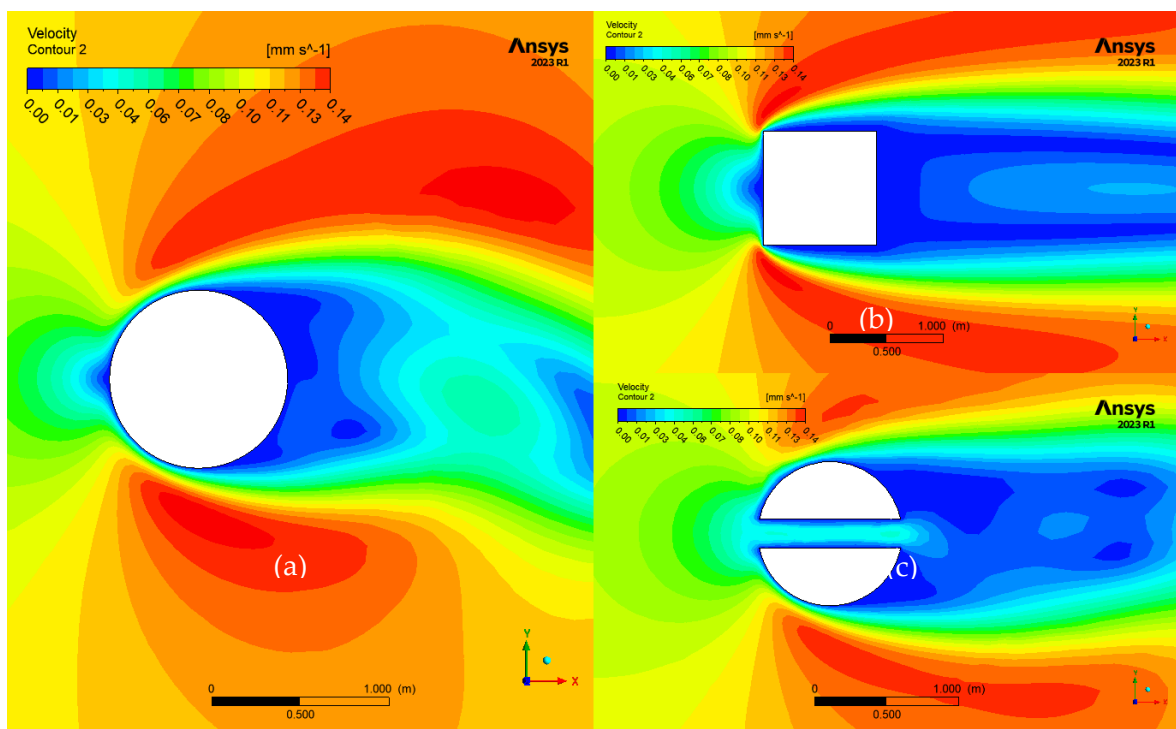 Velocity
Contour 2
[mm s^-1]
0.00 0.01 0.03 0.04 0.06 0.07 0.08 0.10 0.11 0.13 0.14
Ansys
2023 R1
(a)
Y
X
0 1.000 (m)
0.500
Velocity
Contour 2
[mm s^-1]
0.00 0.01 0.03 0.04 0.06 0.07 0.08 0.10 0.11 0.13 0.14
Ansys
2023 R1
(b)
0 1.000 (m)
0.500
Y
X
Velocity
Contour 2
[mm s^-1]
0.00 0.01 0.03 0.04 0.06 0.07 0.08 0.10 0.11 0.13 0.14
Ansys
2023 R1
(c)
0 1.000 (m)
0.500
Y
X